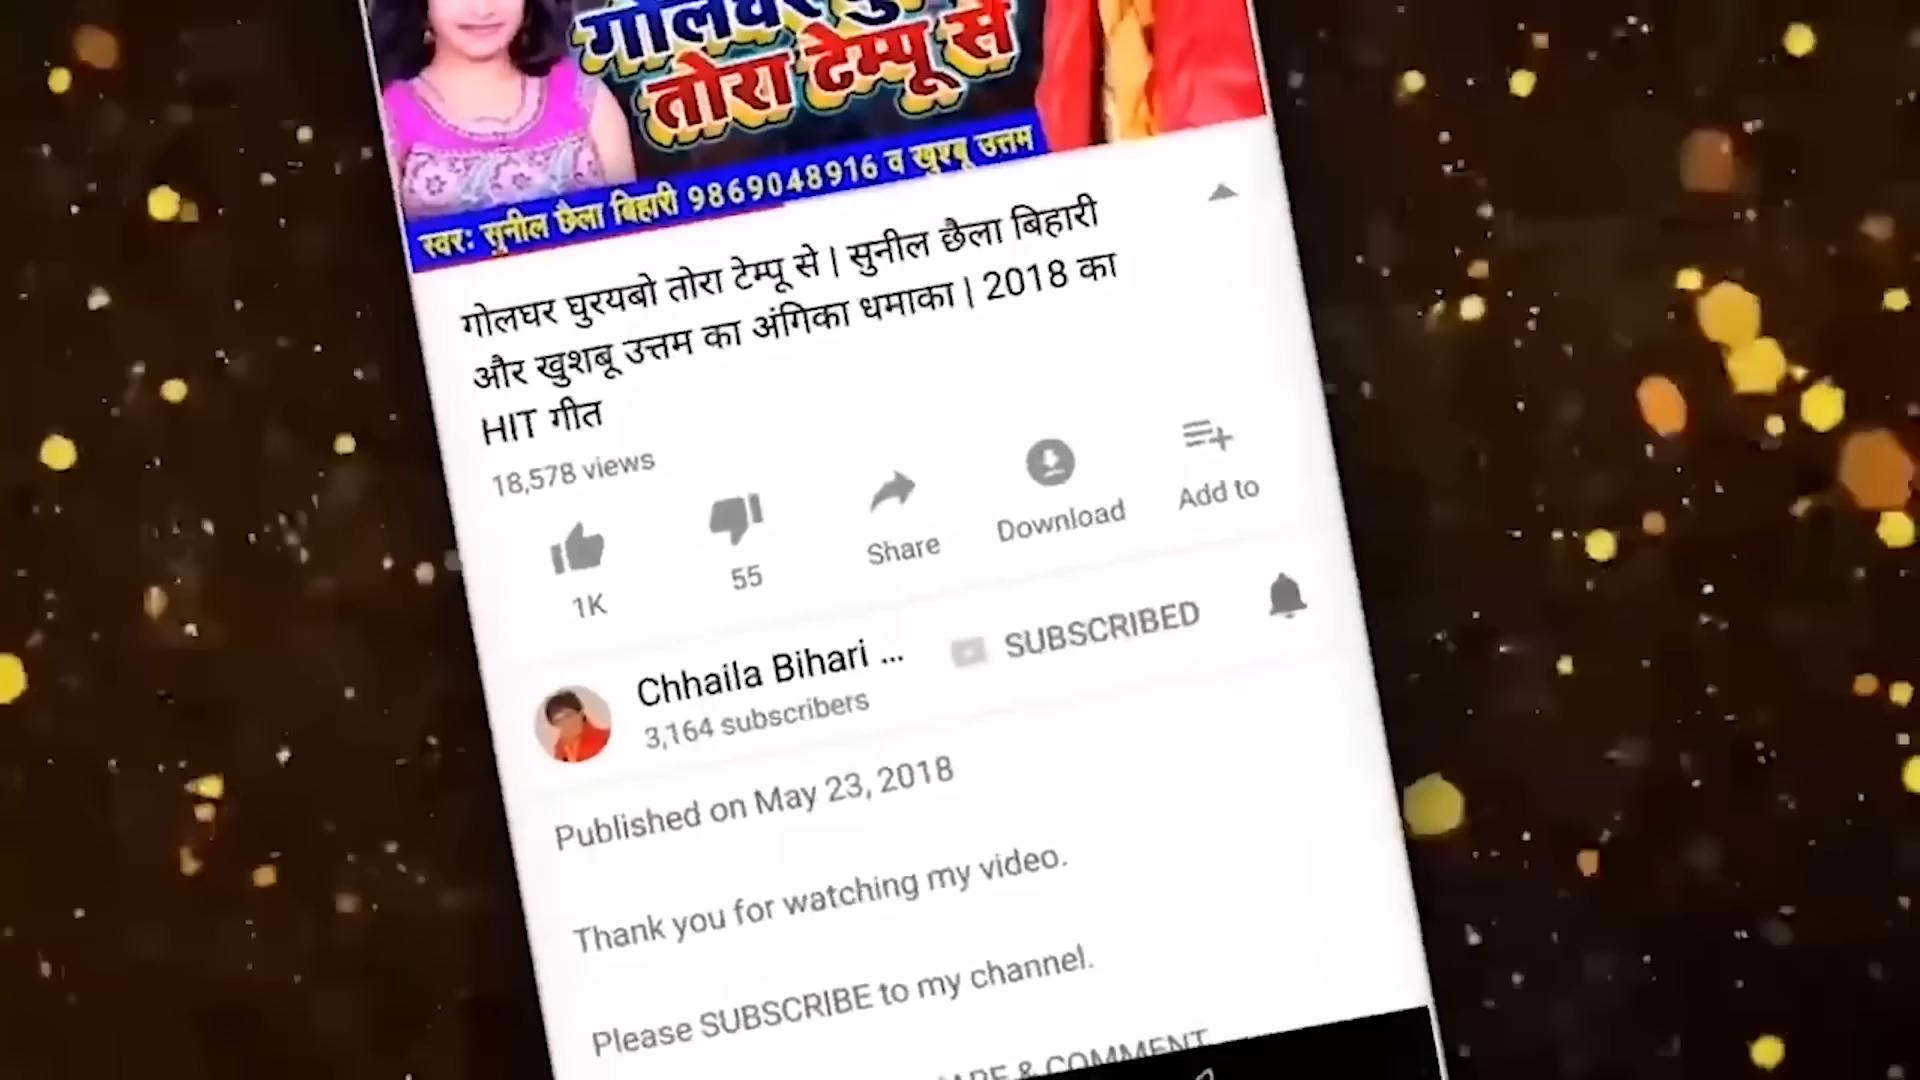 तोरा टेम्पू से
स्वरः सुनील छैला बिहारी 9869048916 व खुश्बू उत्तम
गोलघर घुरयबो तोरा टेम्पू से | सुनील छैला बिहारी
और खुशबू उत्तम का अंगिका धमाका | 2018 का
HIT गीत
18,578 views
1K
55
Share
Download
Add to
Chhaila Bihari ...
SUBSCRIBED
3,164 subscribers
Published on May 23, 2018
Thank you for watching my video.
Please SUBSCRIBE to my channel.
& COMMENT